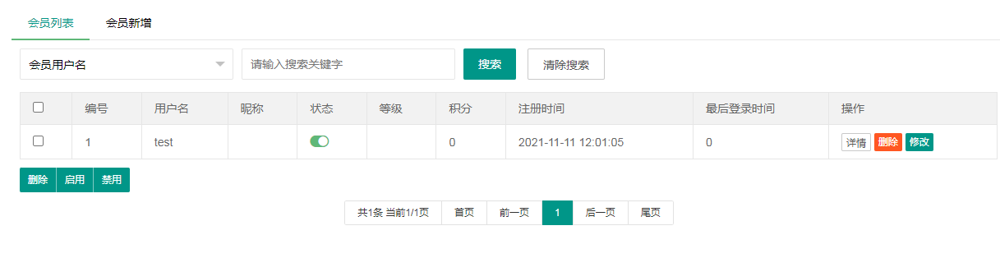 会员列表 会员新增
会员用户名 请输入搜索关键字 搜索 清除搜索
编号 用户名 昵称 状态 等级 积分 注册时间 最后登录时间 操作
1 test 0 2021-11-11 12:01:05 0 详情 删除 修改
删除 启用 禁用
共1条 当前1/1页 首页 前一页 1 后一页 尾页